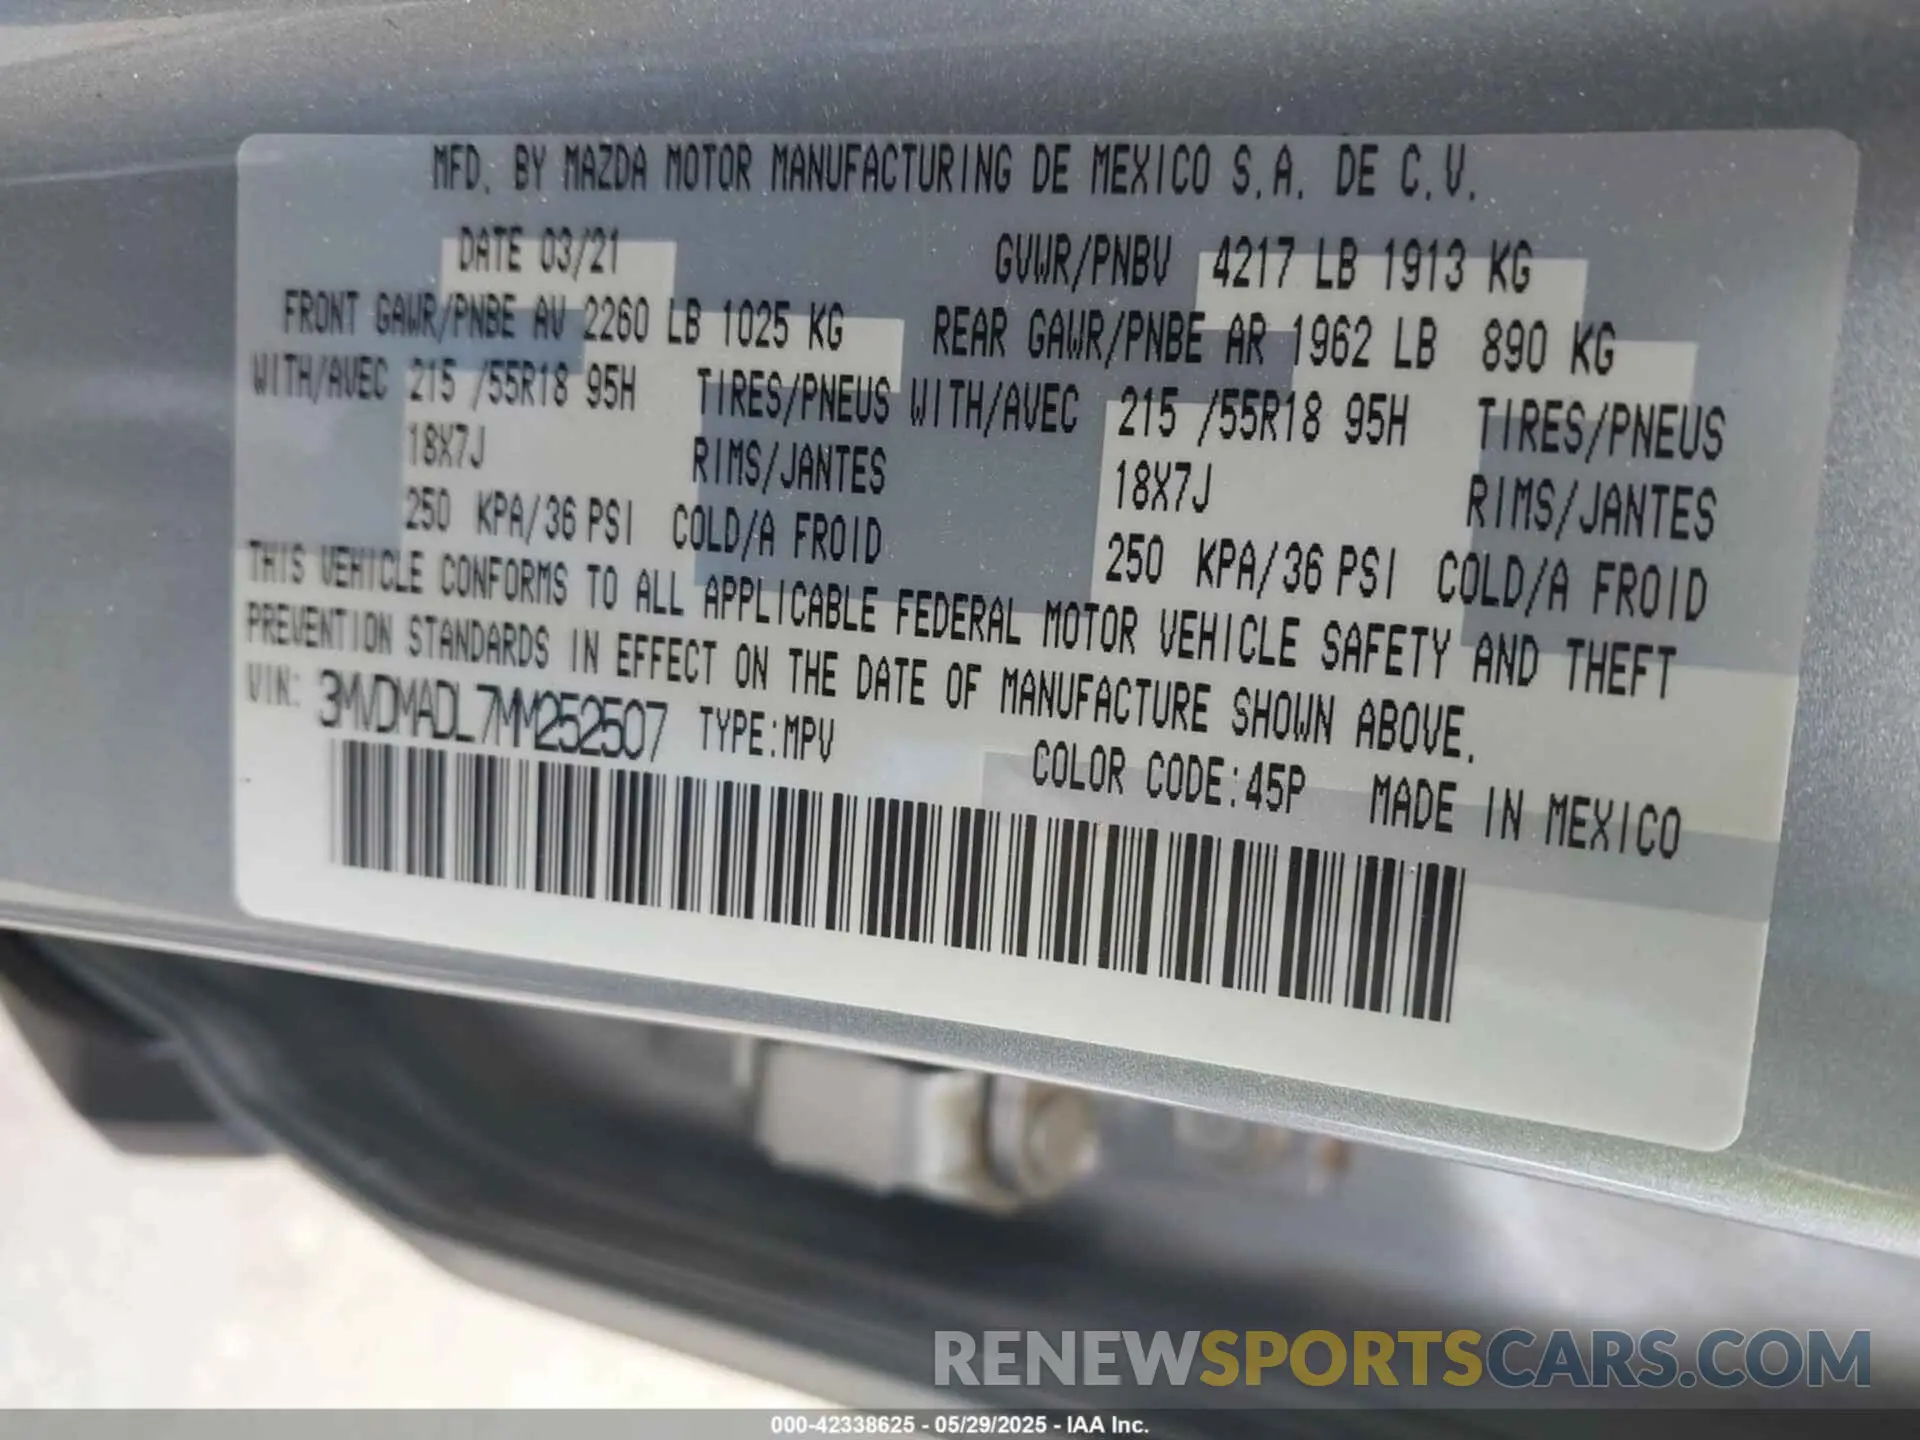 MFD. BY MAZDA MOTOR MANUFACTURING DE MEXICO S.A. DE C.V.
DATE 03/21 GVWR/PNBV 4217 LB 1913 KG
FRONT GAWR/PNBE AV 2260 LB 1025 KG REAR GAWR/PNBE AR 1962 LB 890 KG
WITH/AVEC 215 /55R18 95H TIRES/PNEUS WITH/AVEC 215 /55R18 95H TIRES/PNEUS
18X7J RIMS/JANTES 18X7J RIMS/JANTES
250 KPA/36 PSI COLD/A FROID 250 KPA/36 PSI COLD/A FROID
THIS VEHICLE CONFORMS TO ALL APPLICABLE FEDERAL MOTOR VEHICLE SAFETY AND THEFT
PREVENTION STANDARDS IN EFFECT ON THE DATE OF MANUFACTURE SHOWN ABOVE.
VIN: 3MVDMADL7MM252507 TYPE:MPV COLOR CODE:45P MADE IN MEXICO
RENEWSPORTSCARS.COM
000-42338625 - 05/29/2025 - IAA Inc.